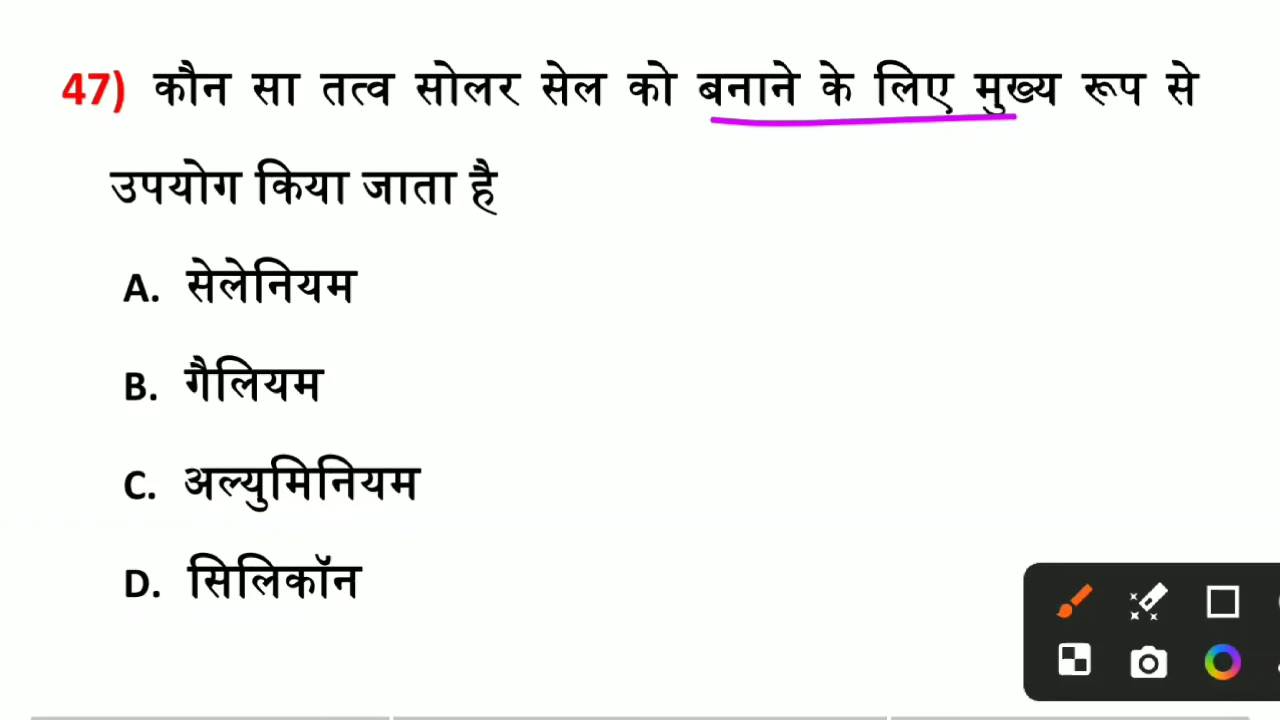 47) कौन सा तत्व सोलर सेल को बनाने के लिए मुख्य रूप से
उपयोग किया जाता है
A. सेलेनियम
B. गैलियम
C. अल्युमिनियम
D. सिलिकॉन